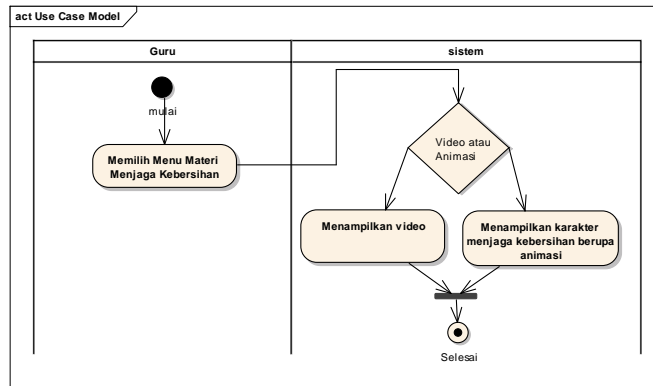 act Use Case Model
Guru
sistem
mulai
Memilih Menu Materi
Menjaga Kebersihan
Video atau
Animasi
Menampilkan video
Menampilkan karakter
menjaga kebersihan berupa
animasi
Selesai